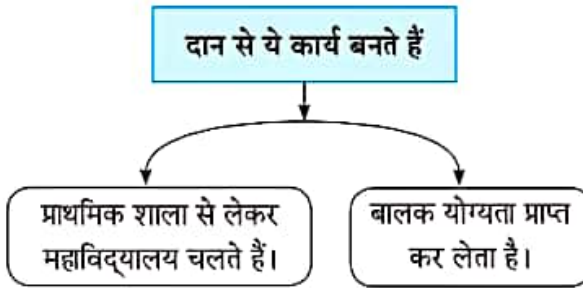 दान से ये कार्य बनते हैं
प्राथमिक शाला से लेकर
महाविद्‌यालय चलते हैं।
बालक योग्यता प्राप्त
कर लेता है।